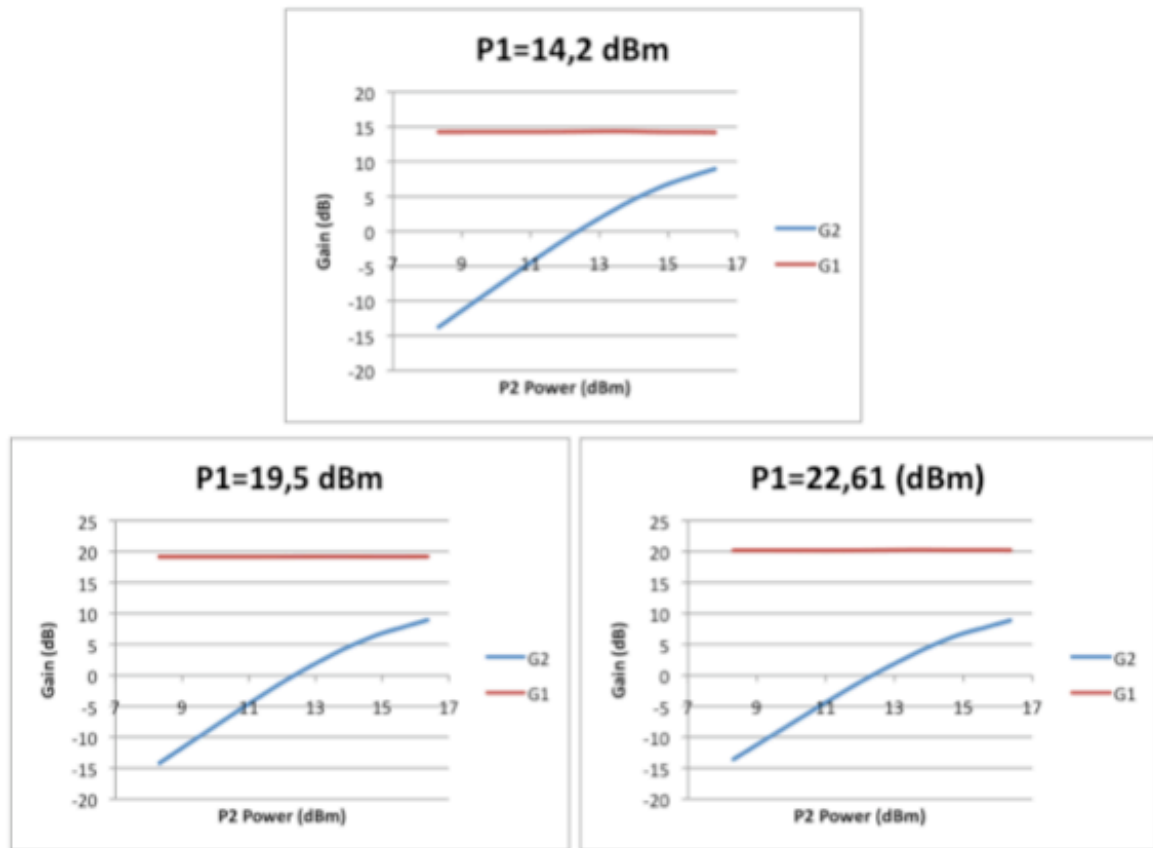 P1=14,2 dBm
20
15
10
5
0
-5
-10
-15
-20
7 9 11 13 15 17
Gain (dB)
P2 Power (dBm)
G2
G1
P1=19,5 dBm
25
20
15
10
5
0
-5
-10
-15
-20
7 9 11 13 15 17
Gain (dB)
P2 Power (dBm)
G2
G1
P1=22,61 (dBm)
25
20
15
10
5
0
-5
-10
-15
-20
7 9 11 13 15 17
Gain (dB)
P2 Power (dBm)
G2
G1